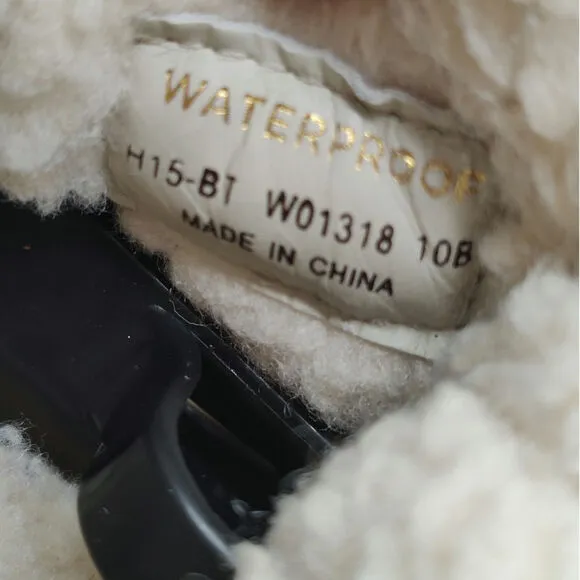 WATERPROOF
H15-BT W01318 10B
MADE IN CHINA